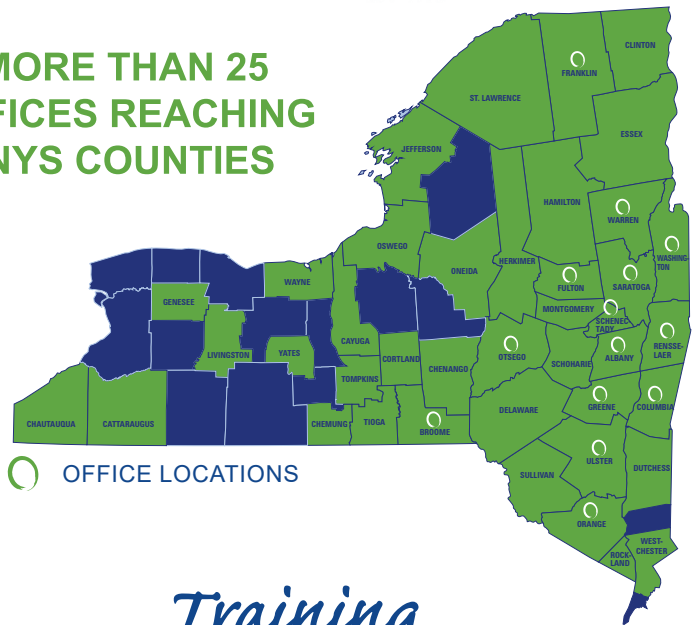 MORE THAN 25
FICES REACHING
NYS COUNTIES
CLINTON
FRANKLIN
ST. LAWRENCE
ESSEX
JEFFERSON
HAMILTON
WARREN
OSWEGO
WASHING-
TON
HERKIMER
ONEIDA
WAYNE
FULTON
SARATOGA
GENESEE
MONTGOMERY
SCHENEC
TADY
CAYUGA
RENSSE-
LAER
LIVINGSTON
YATES
OTSEGO
ALBANY
CORTLAND
SCHOHARIE
CHENANGO
TOMPKINS
GREENE
COLUMBIA
DELAWARE
CHAUTAUQUA
CATTARAUGUS
CHEMUNG
TIOGA
BROOME
ULSTER
DUTCHESS
SULLIVAN
OFFICE LOCATIONS
ORANGE
WEST-
CHESTER
ROCK-
LAND
Training